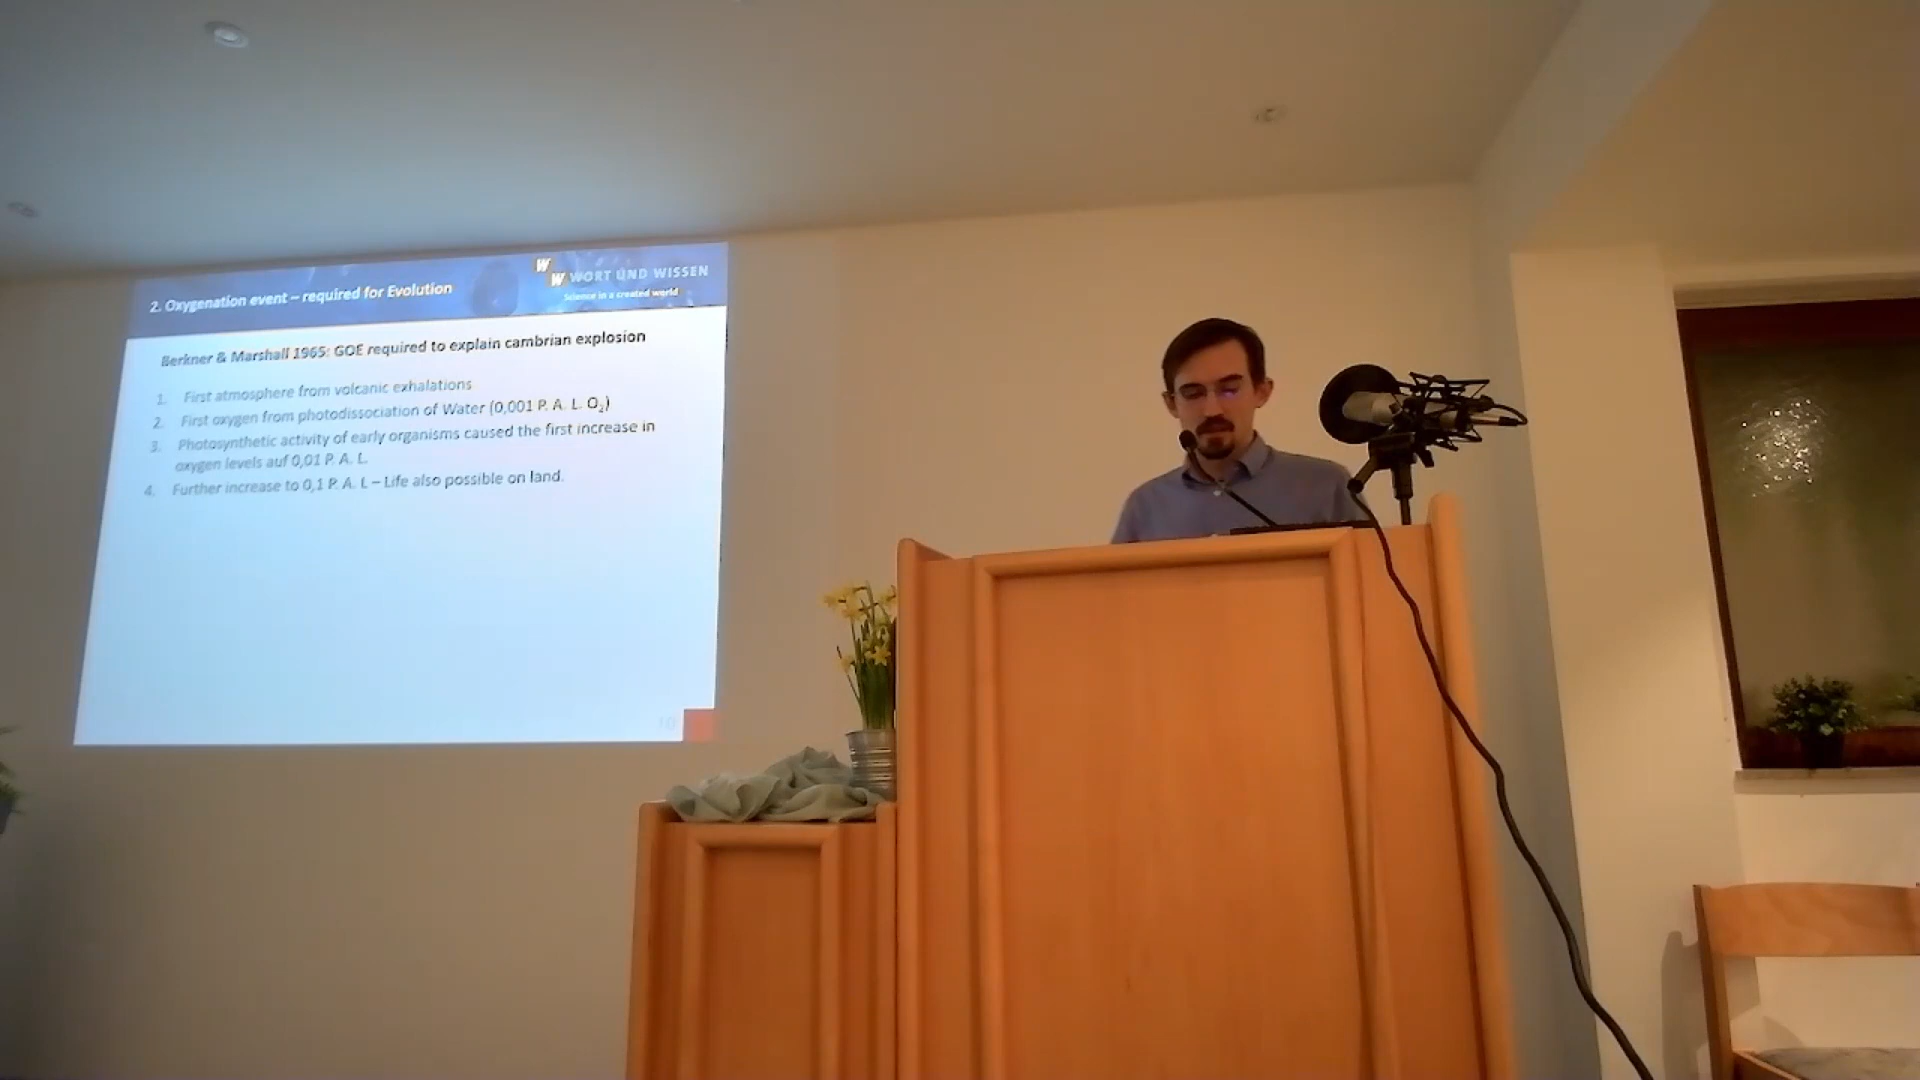 2. Oxygenation event – required for Evolution
W
W WORT UND WISSEN
Science in a created world
Berkner & Marshall 1965: GOE required to explain cambrian explosion
1. First atmosphere from volcanic exhalations
2. First oxygen from photodissociation of Water (0,001 P. A. L. O₂)
3. Photosynthetic activity of early organisms caused the first increase in
oxygen levels auf 0,01 P. A. L.
4. Further increase to 0,1 P. A. L – Life also possible on land.
10